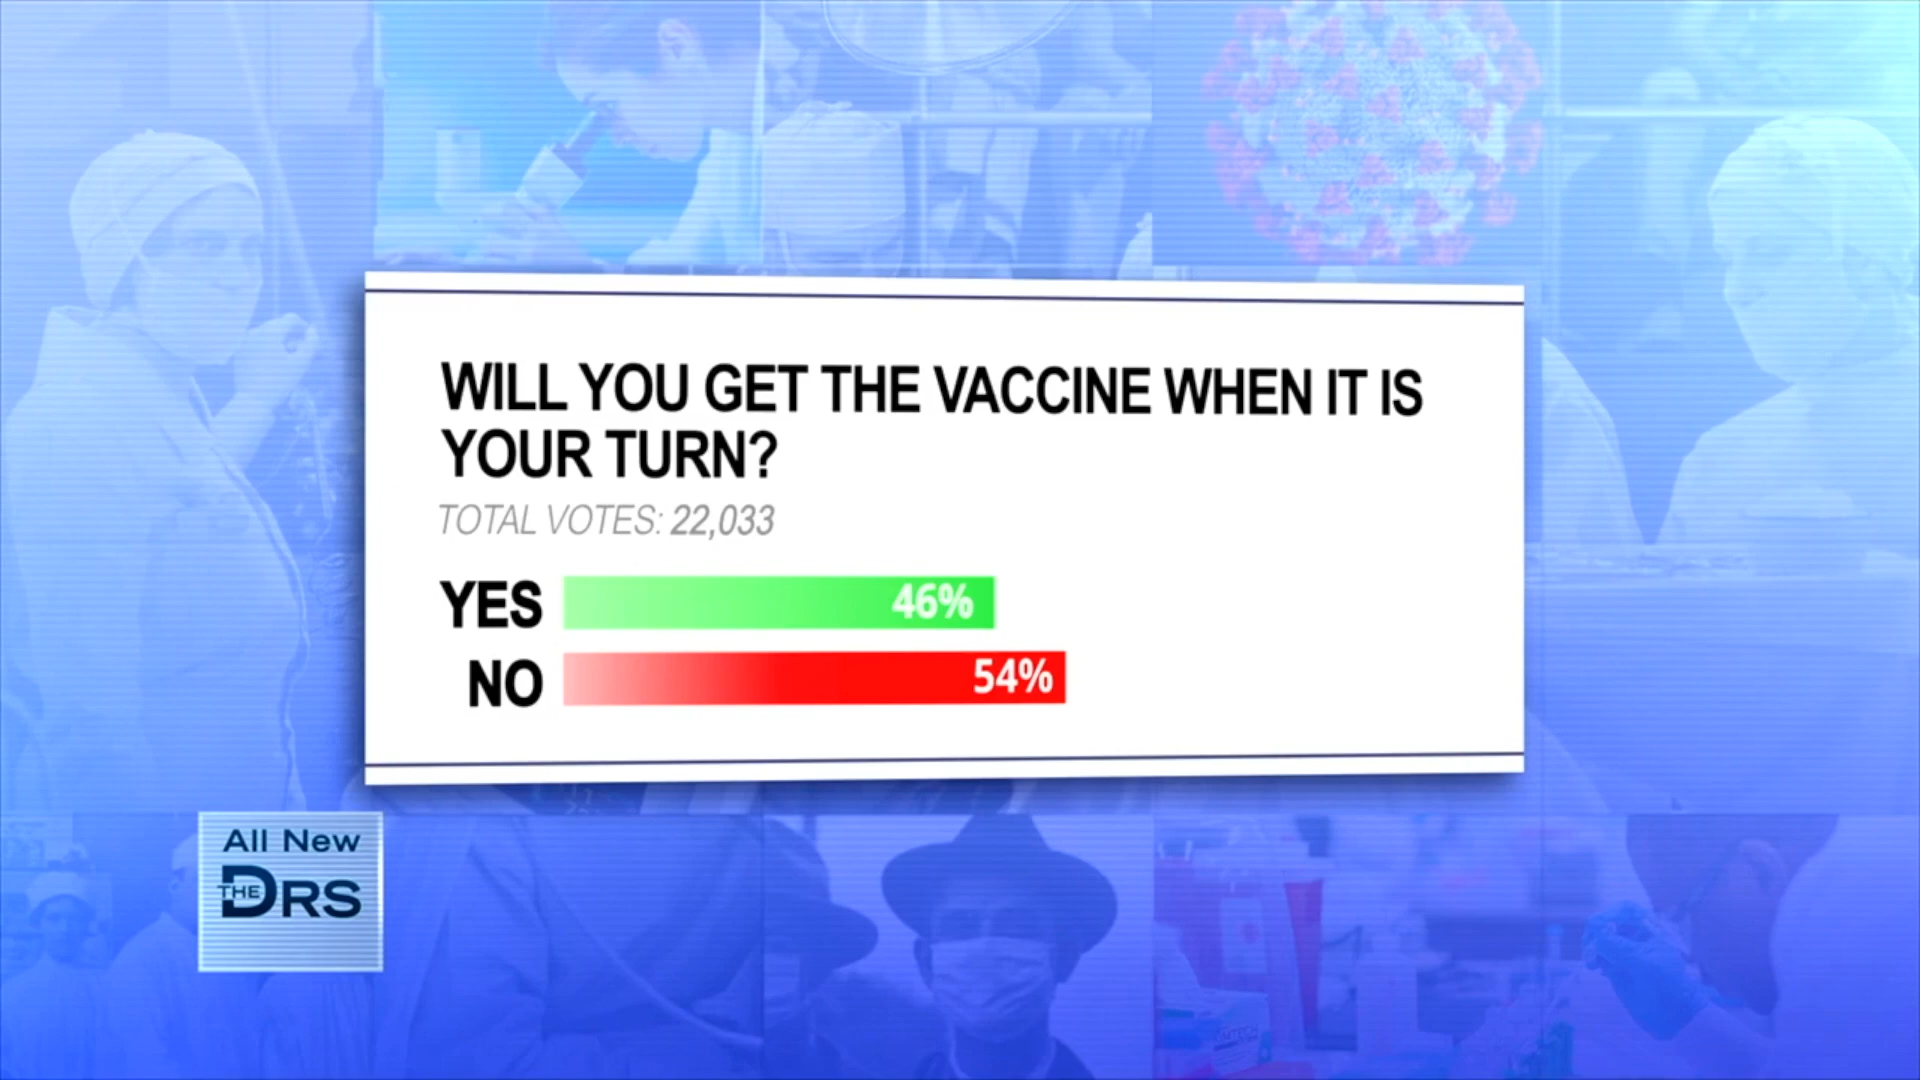 WILL YOU GET THE VACCINE WHEN IT IS
YOUR TURN?
TOTAL VOTES: 22,033
YES 46%
NO 54%
All New
THE DRS